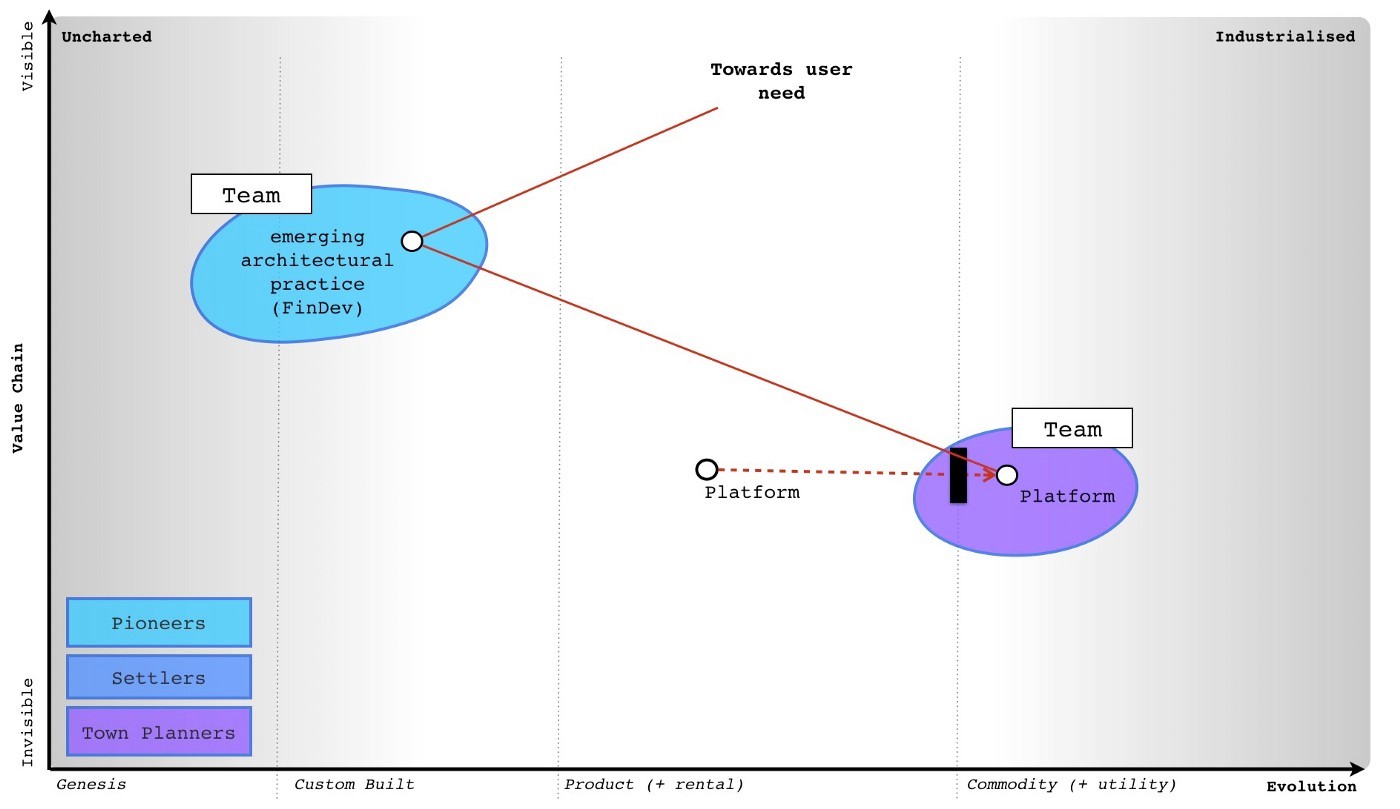 Visible
Uncharted
Industrialised
Towards user
need
Team
emerging
architectural
practice
(FinDev)
Value Chain
Team
Platform
Platform
Pioneers
Settlers
Town Planners
Invisible
Genesis
Custom Built
Product (+ rental)
Commodity (+ utility)
Evolution